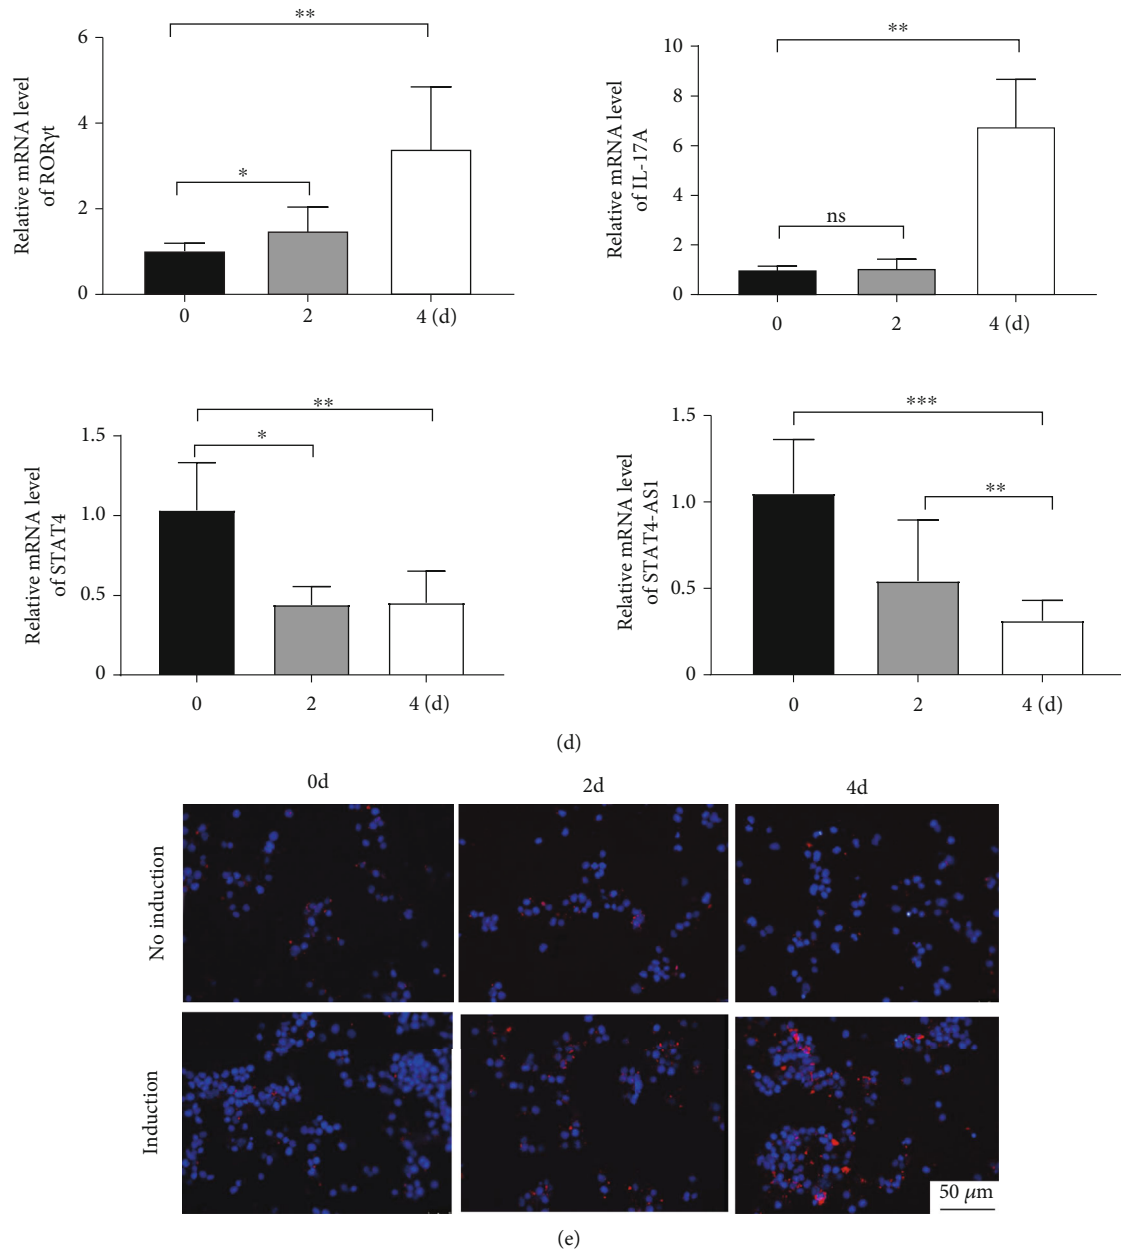 **
6
4
2
0
*
Relative mRNA level
of RORγt
0 2 4 (d)
**
10
8
6
4
2
0
ns
Relative mRNA level
of IL-17A
0 2 4 (d)
**
*
1.5
1.0
0.5
0
Relative mRNA level
of STAT4
0 2 4 (d)
***
**
1.5
1.0
0.5
0
Relative mRNA level
of STAT4-AS1
0 2 4 (d)
(d)
0d 2d 4d
No induction
Induction
50 μm
(e)